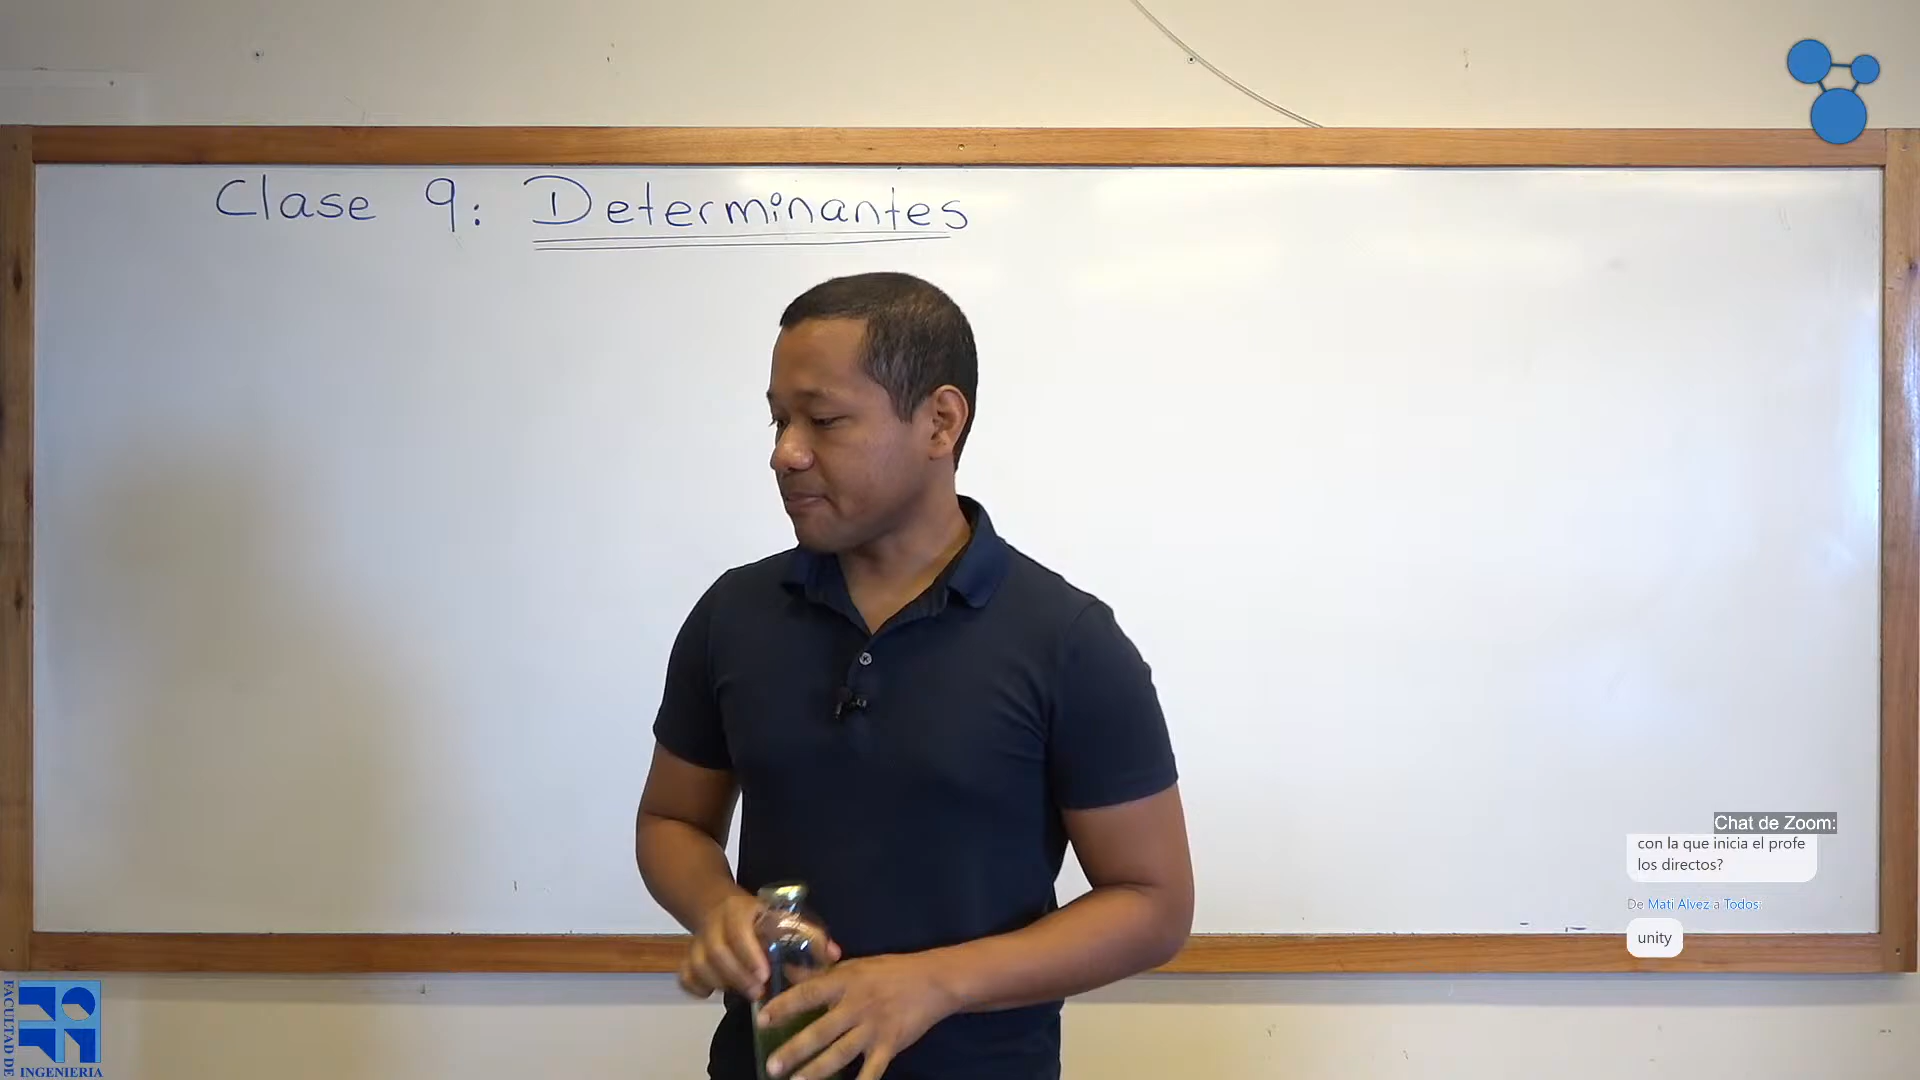 Clase 9: Determinantes
Chat de Zoom:
con la que inicia el profe
los directos?
De Mati Alvez a Todos:
unity
FACULTAD DE
INGENIERIA